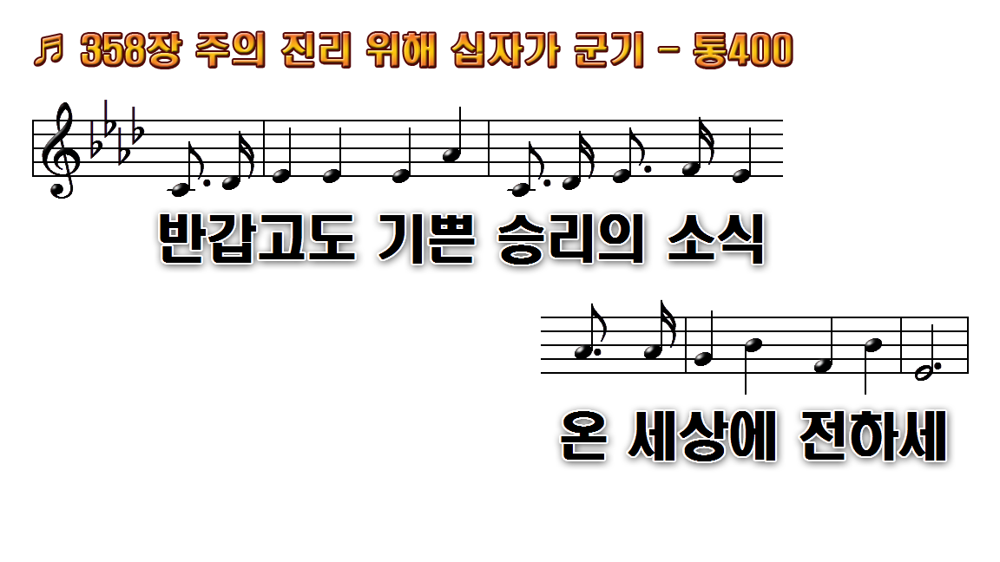 ♬ 358장 주의 진리 위해 십자가 군기 - 통400
반갑고도 기쁜 승리의 소식
온 세상에 전하세